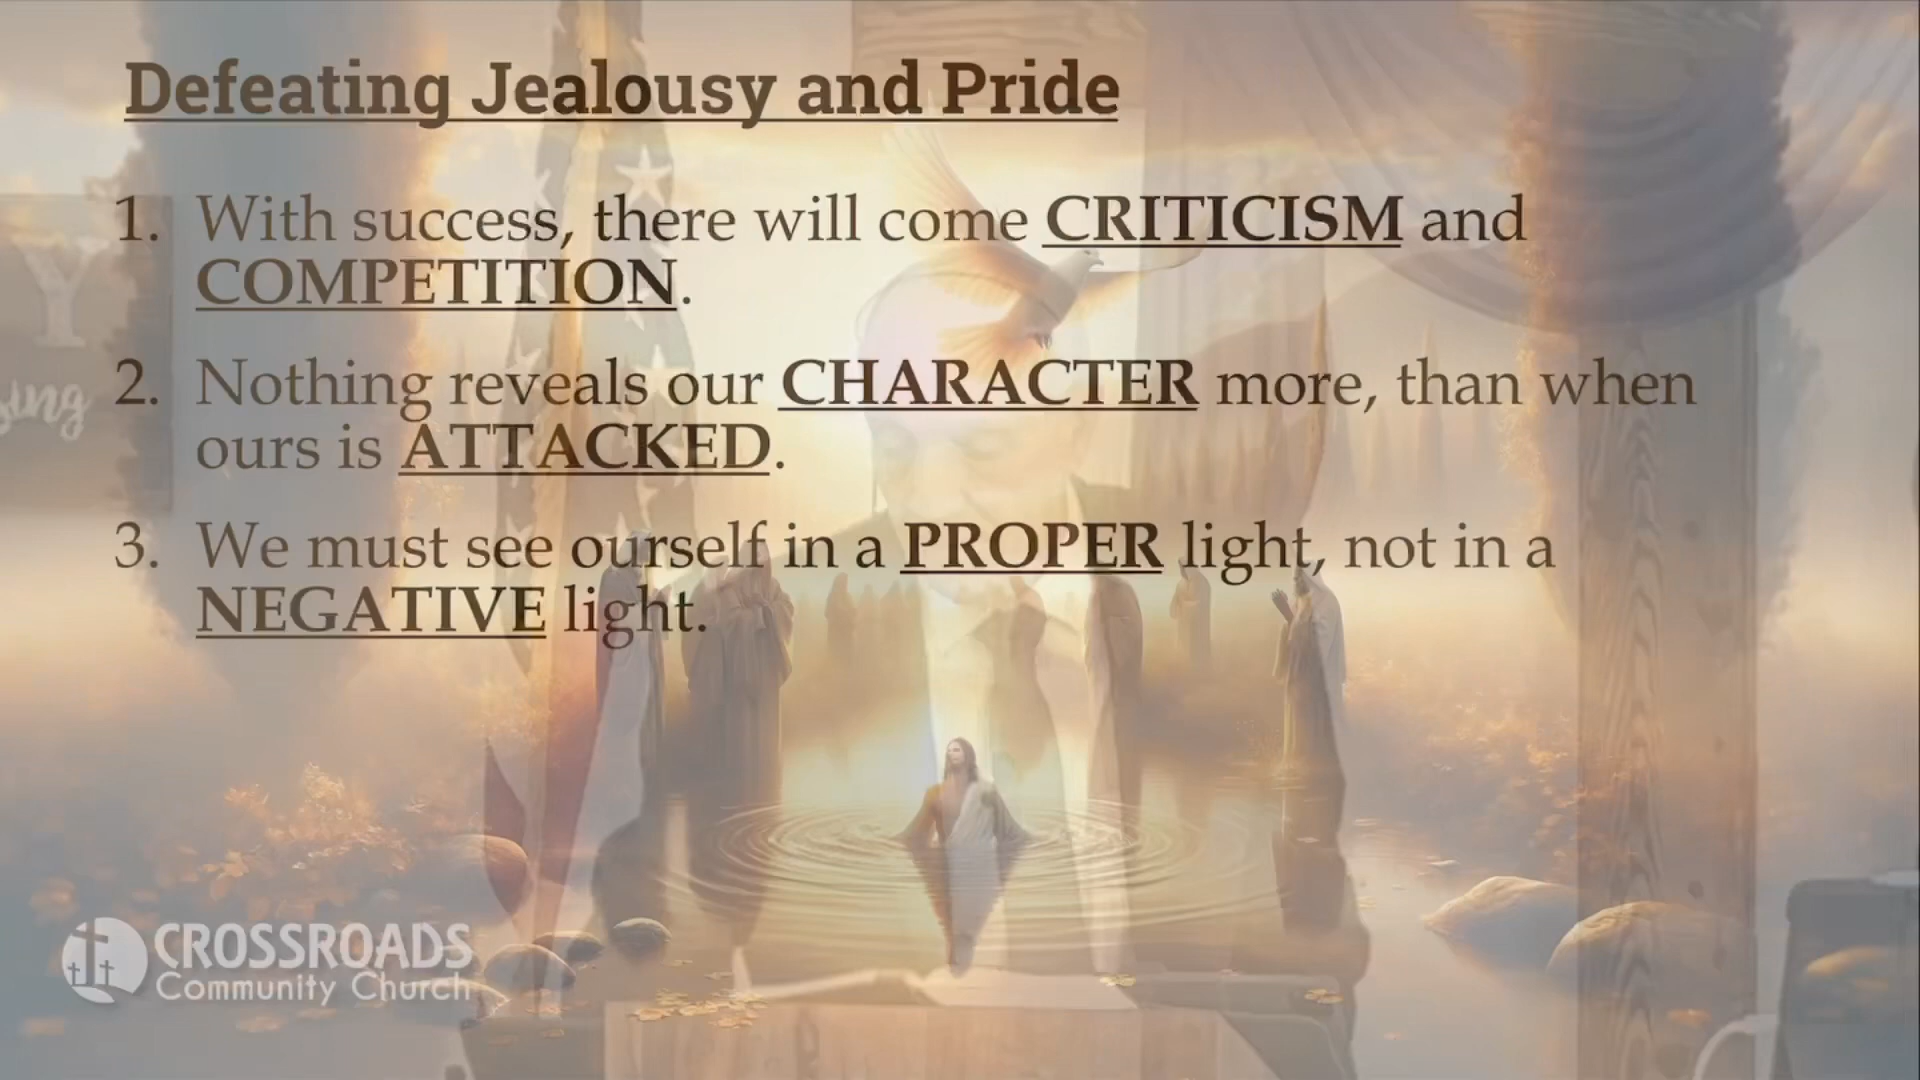 Defeating Jealousy and Pride
1. With success, there will come CRITICISM and
COMPETITION.
2. Nothing reveals our CHARACTER more, than when
ours is ATTACKED.
3. We must see ourself in a PROPER light, not in a
NEGATIVE light.
Y
sing
CROSSROADS
Community Church